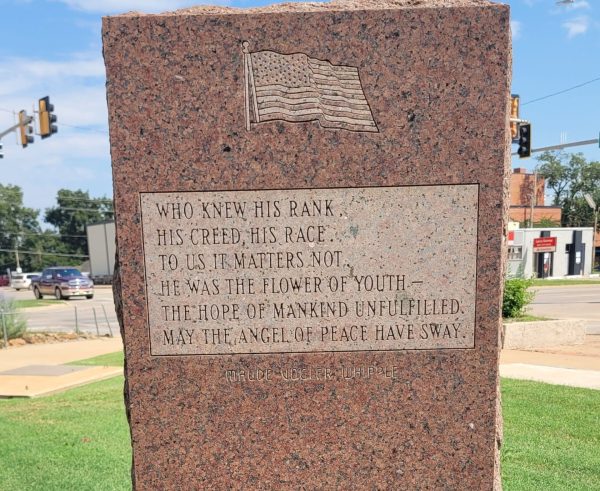 WHO KNEW HIS RANK..
HIS CREED, HIS RACE..
TO US IT MATTERS NOT..
HE WAS THE FLOWER OF YOUTH—
THE HOPE OF MANKIND UNFULFILLED.
MAY THE ANGEL OF PEACE HAVE SWAY.
MAUDE VOGLER WHIPPLE